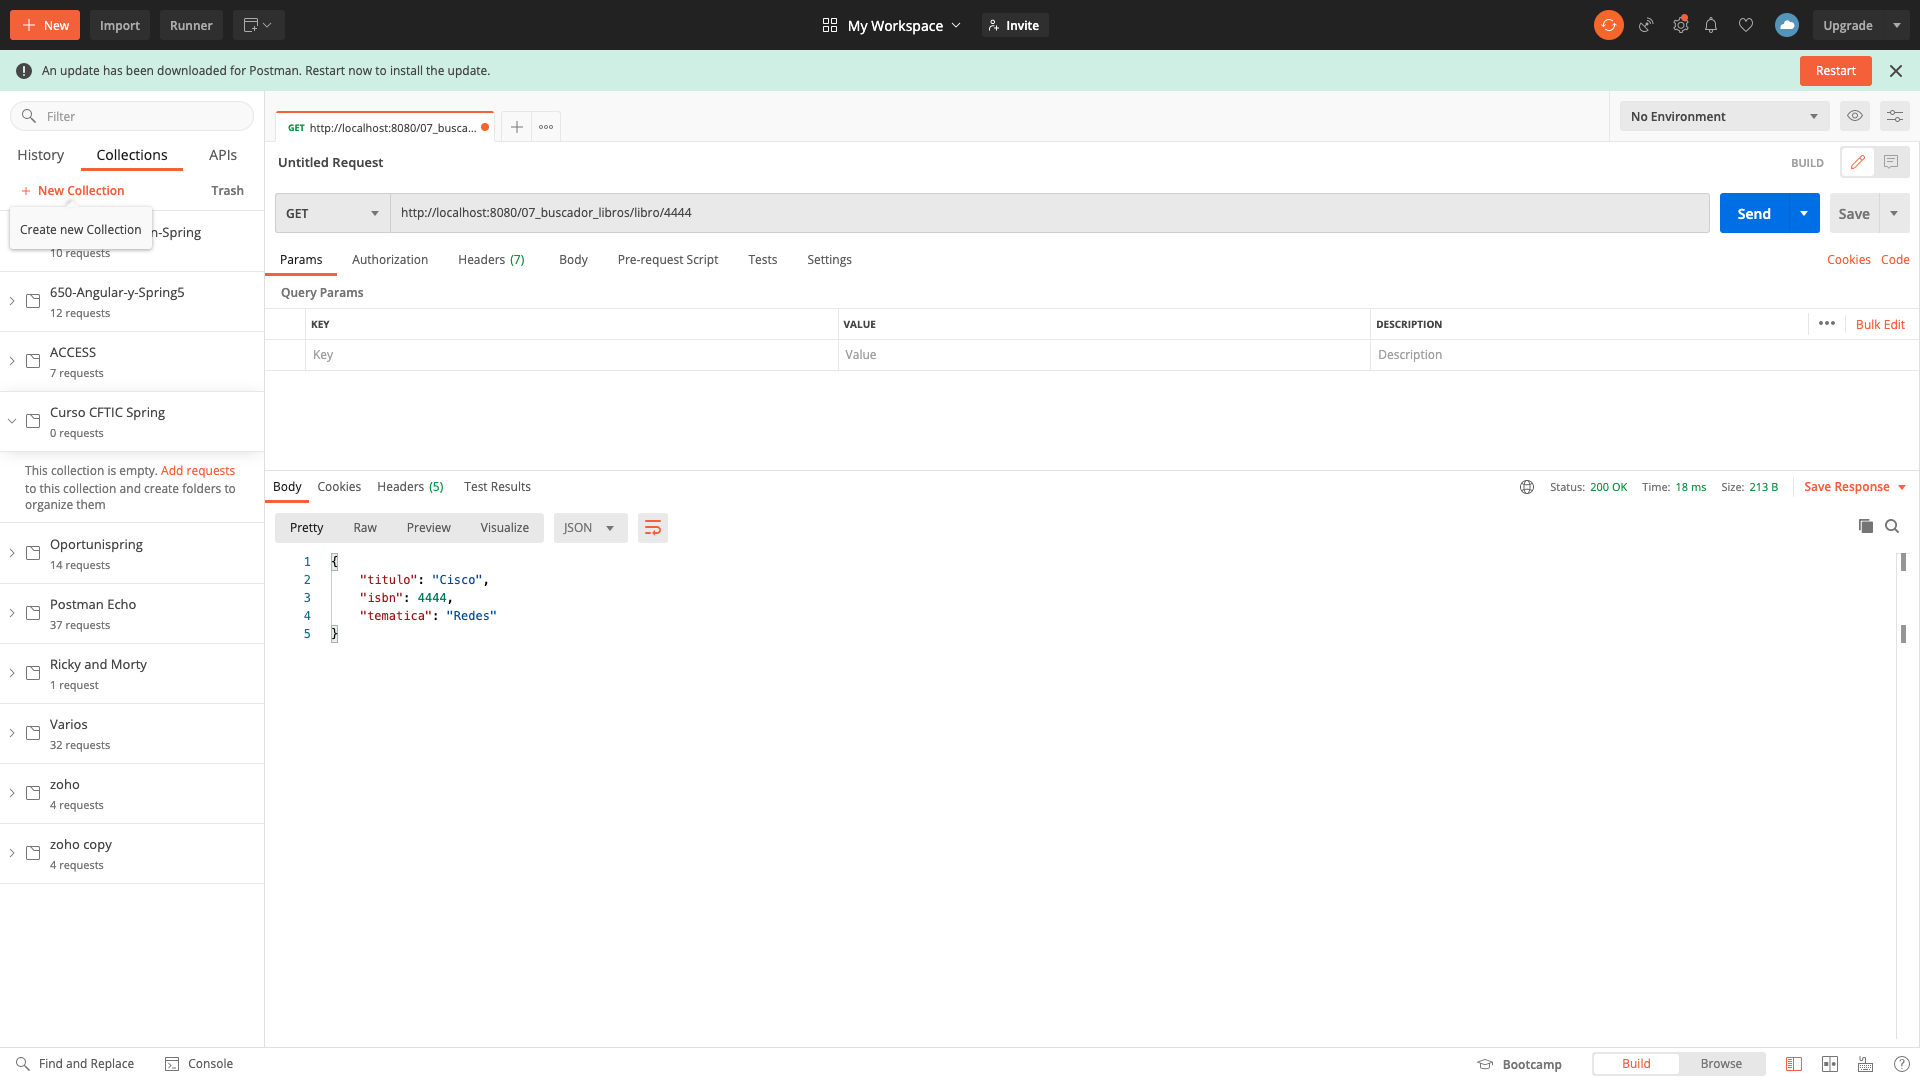 New
Import
Runner
My Workspace
Invite
Upgrade
An update has been downloaded for Postman. Restart now to install the update.
Restart
Filter
History
Collections
APIs
New Collection
Trash
Create new Collection
n-Spring
10 requests
650-Angular-y-Spring5
12 requests
ACCESS
7 requests
Curso CFTIC Spring
0 requests
This collection is empty. Add requests
to this collection and create folders to
organize them
Oportunispring
14 requests
Postman Echo
37 requests
Ricky and Morty
1 request
Varios
32 requests
zoho
4 requests
zoho copy
4 requests
GET http://localhost:8080/07_busca...
No Environment
Untitled Request
BUILD
GET
http://localhost:8080/07_buscador_libros/libro/4444
Send
Save
Params
Authorization
Headers (7)
Body
Pre-request Script
Tests
Settings
Cookies
Code
Query Params
KEY
VALUE
DESCRIPTION
Bulk Edit
Key
Value
Description
Body
Cookies
Headers (5)
Test Results
Status: 200 OK
Time: 18 ms
Size: 213 B
Save Response
Pretty
Raw
Preview
Visualize
JSON
1 {
2 "titulo": "Cisco",
3 "isbn": 4444,
4 "tematica": "Redes"
5 }
Find and Replace
Console
Bootcamp
Build
Browse